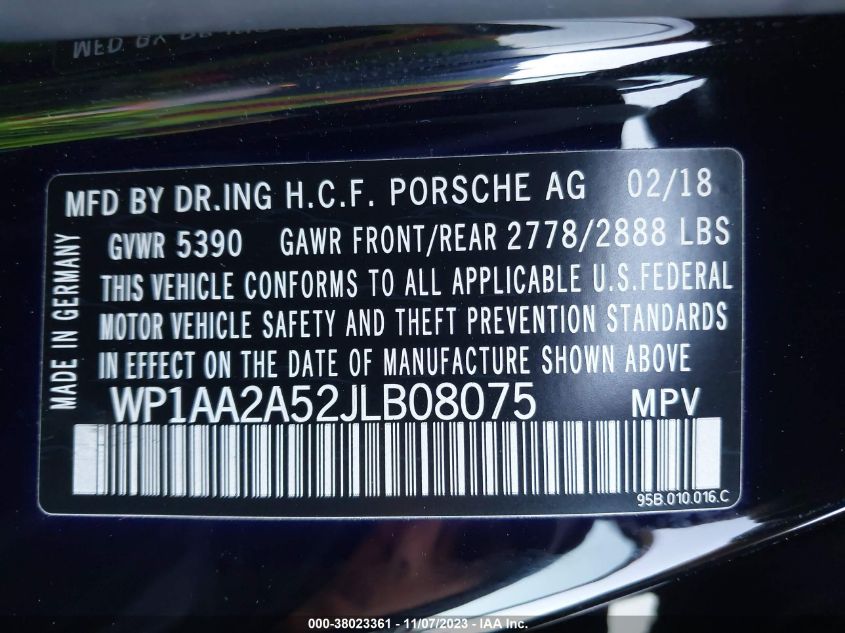 MFD BY DR.ING H.C.F. PORSCHE AG 02/18
GVWR 5390 GAWR FRONT/REAR 2778/2888 LBS
THIS VEHICLE CONFORMS TO ALL APPLICABLE U.S.FEDERAL
MOTOR VEHICLE SAFETY AND THEFT PREVENTION STANDARDS
IN EFFECT ON THE DATE OF MANUFACTURE SHOWN ABOVE
MADE IN GERMANY
WP1AA2A52JLB08075 MPV
95B.010.016.C
000-38023361 - 11/07/2023 - IAA Inc.